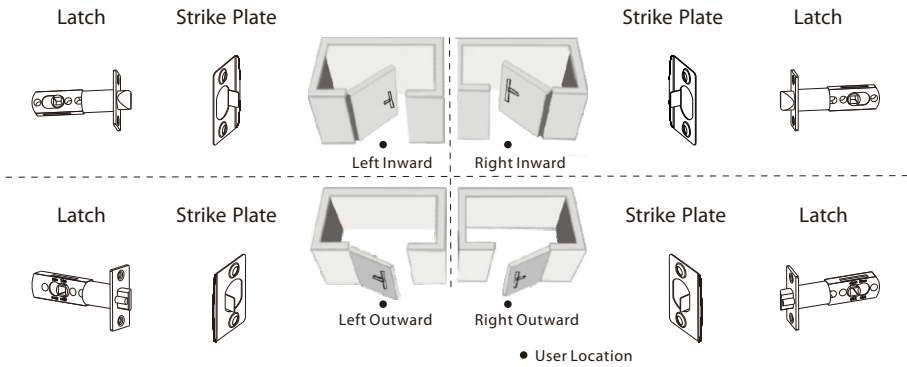 Latch Strike Plate Strike Plate Latch
Left Inward Right Inward
Latch Strike Plate Strike Plate Latch
Left Outward Right Outward
● User Location